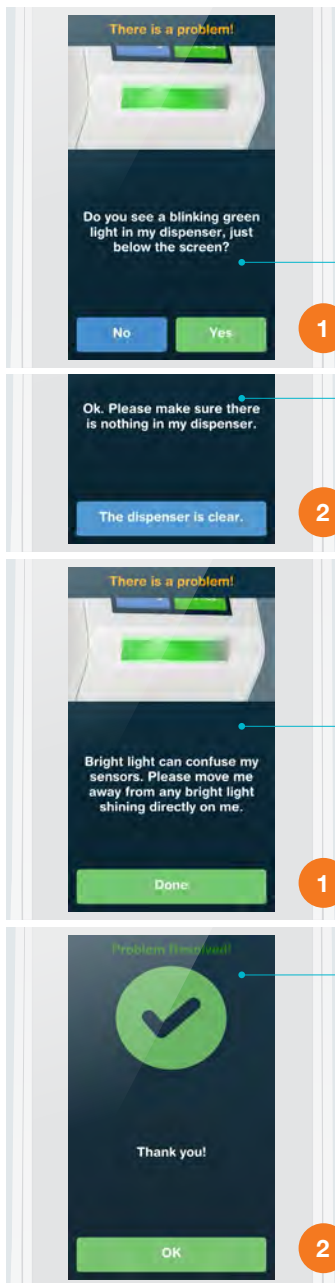 There is a problem!
Do you see a blinking green
light in my dispenser, just
below the screen?
No
Yes
1
Ok. Please make sure there
is nothing in my dispenser.
The dispenser is clear.
2
There is a problem!
Bright light can confuse my
sensors. Please move me
away from any bright light
shining directly on me.
Done
1
Problem Resolved!
Thank you!
OK
2